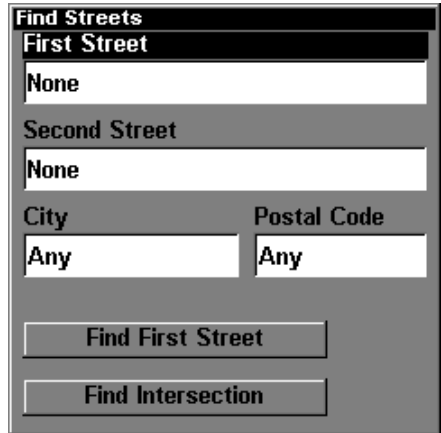 Find Streets
First Street
None
Second Street
None
City Postal Code
Any Any
Find First Street
Find Intersection